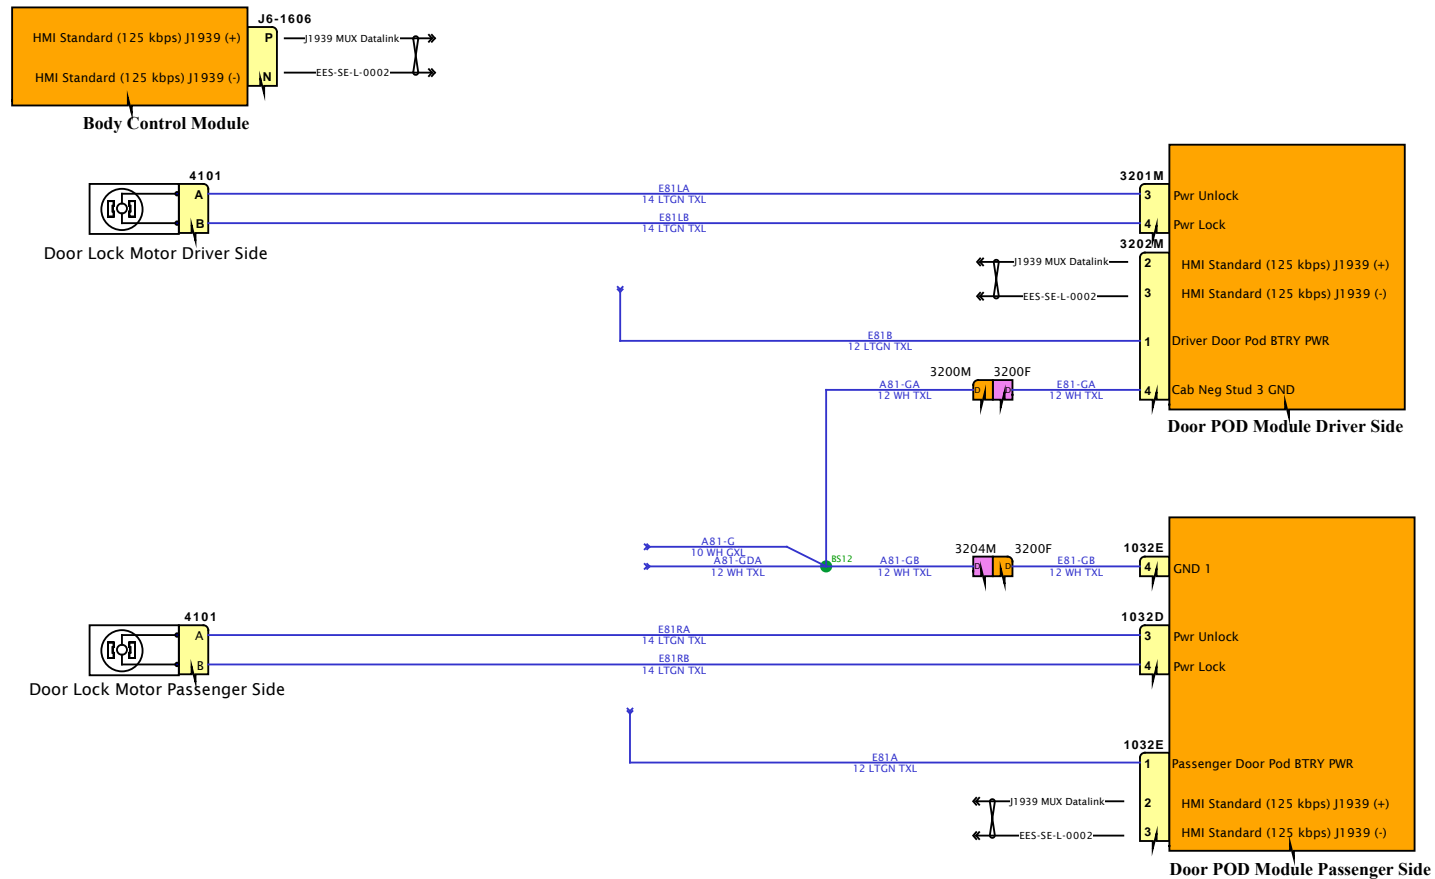 J6-1606
HMI Standard (125 kbps) J1939 (+)
P
J1939 MUX Datalink
HMI Standard (125 kbps) J1939 (-)
N
EES-SE-L-0002
Body Control Module
4101
A
B
Door Lock Motor Driver Side
E81LA
14 LTGN TXL
E81LB
14 LTGN TXL
3201M
3
Pwr Unlock
4
Pwr Lock
3202M
J1939 MUX Datalink
2
HMI Standard (125 kbps) J1939 (+)
EES-SE-L-0002
3
HMI Standard (125 kbps) J1939 (-)
E81B
12 LTGN TXL
1
Driver Door Pod BTRY PWR
3200M
3200F
A81-GA
12 WH TXL
D
D
E81-GA
12 WH TXL
4
Cab Neg Stud 3 GND
Door POD Module Driver Side
A81-G
10 WH GXL
A81-GDA
12 WH TXL
BS12
A81-GB
12 WH TXL
3204M
3200F
D
D
E81-GB
12 WH TXL
1032E
4
GND 1
4101
A
B
Door Lock Motor Passenger Side
E81RA
14 LTGN TXL
E81RB
14 LTGN TXL
1032D
3
Pwr Unlock
4
Pwr Lock
1032E
E81A
12 LTGN TXL
1
Passenger Door Pod BTRY PWR
J1939 MUX Datalink
2
HMI Standard (125 kbps) J1939 (+)
EES-SE-L-0002
3
HMI Standard (125 kbps) J1939 (-)
Door POD Module Passenger Side